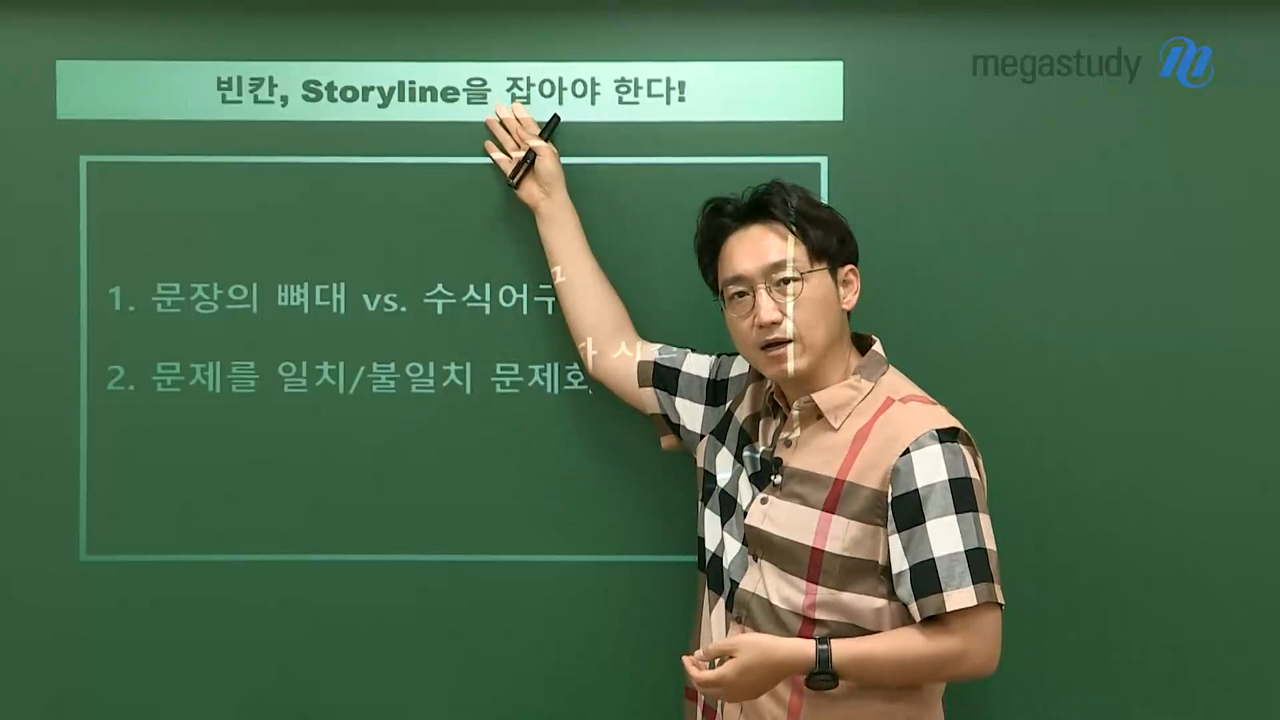 megastudy
빈칸, Storyline을 잡아야 한다!
1. 문장의 뼈대 vs. 수식어구
2. 문제를 일치/불일치 문제화